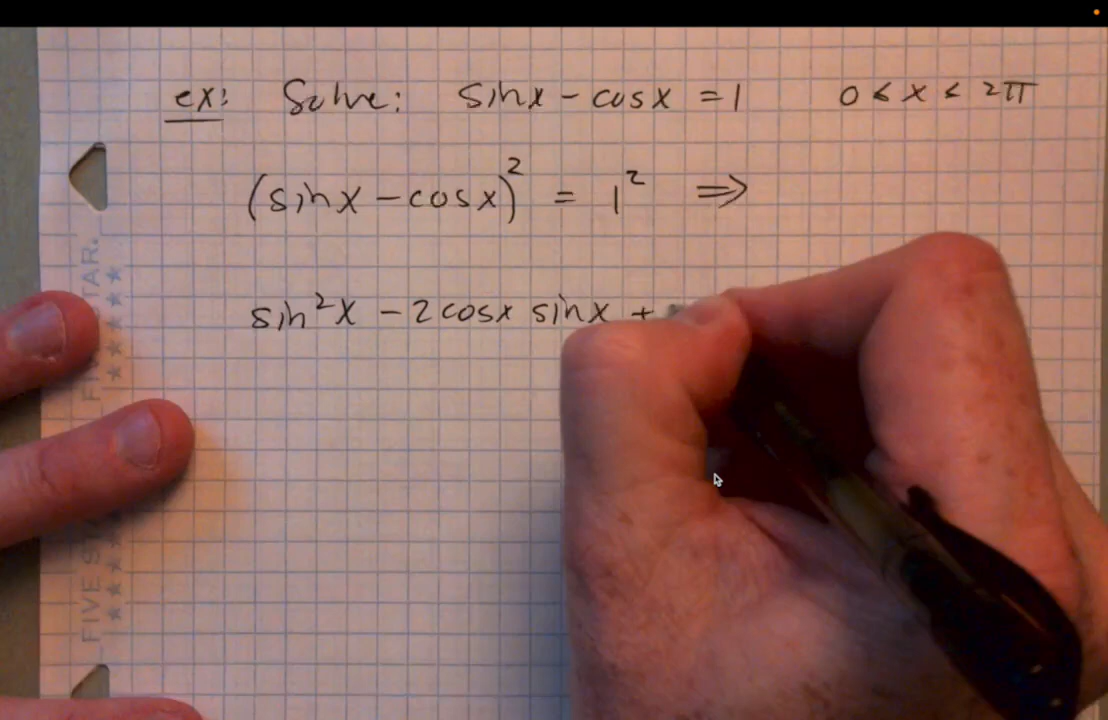 ex: Solve: sinx - cosx = 1 0 < x < 2π
(sinx - cosx)² = 1² ⇒
sin²x - 2cosx sinx +
FIVE STAR.